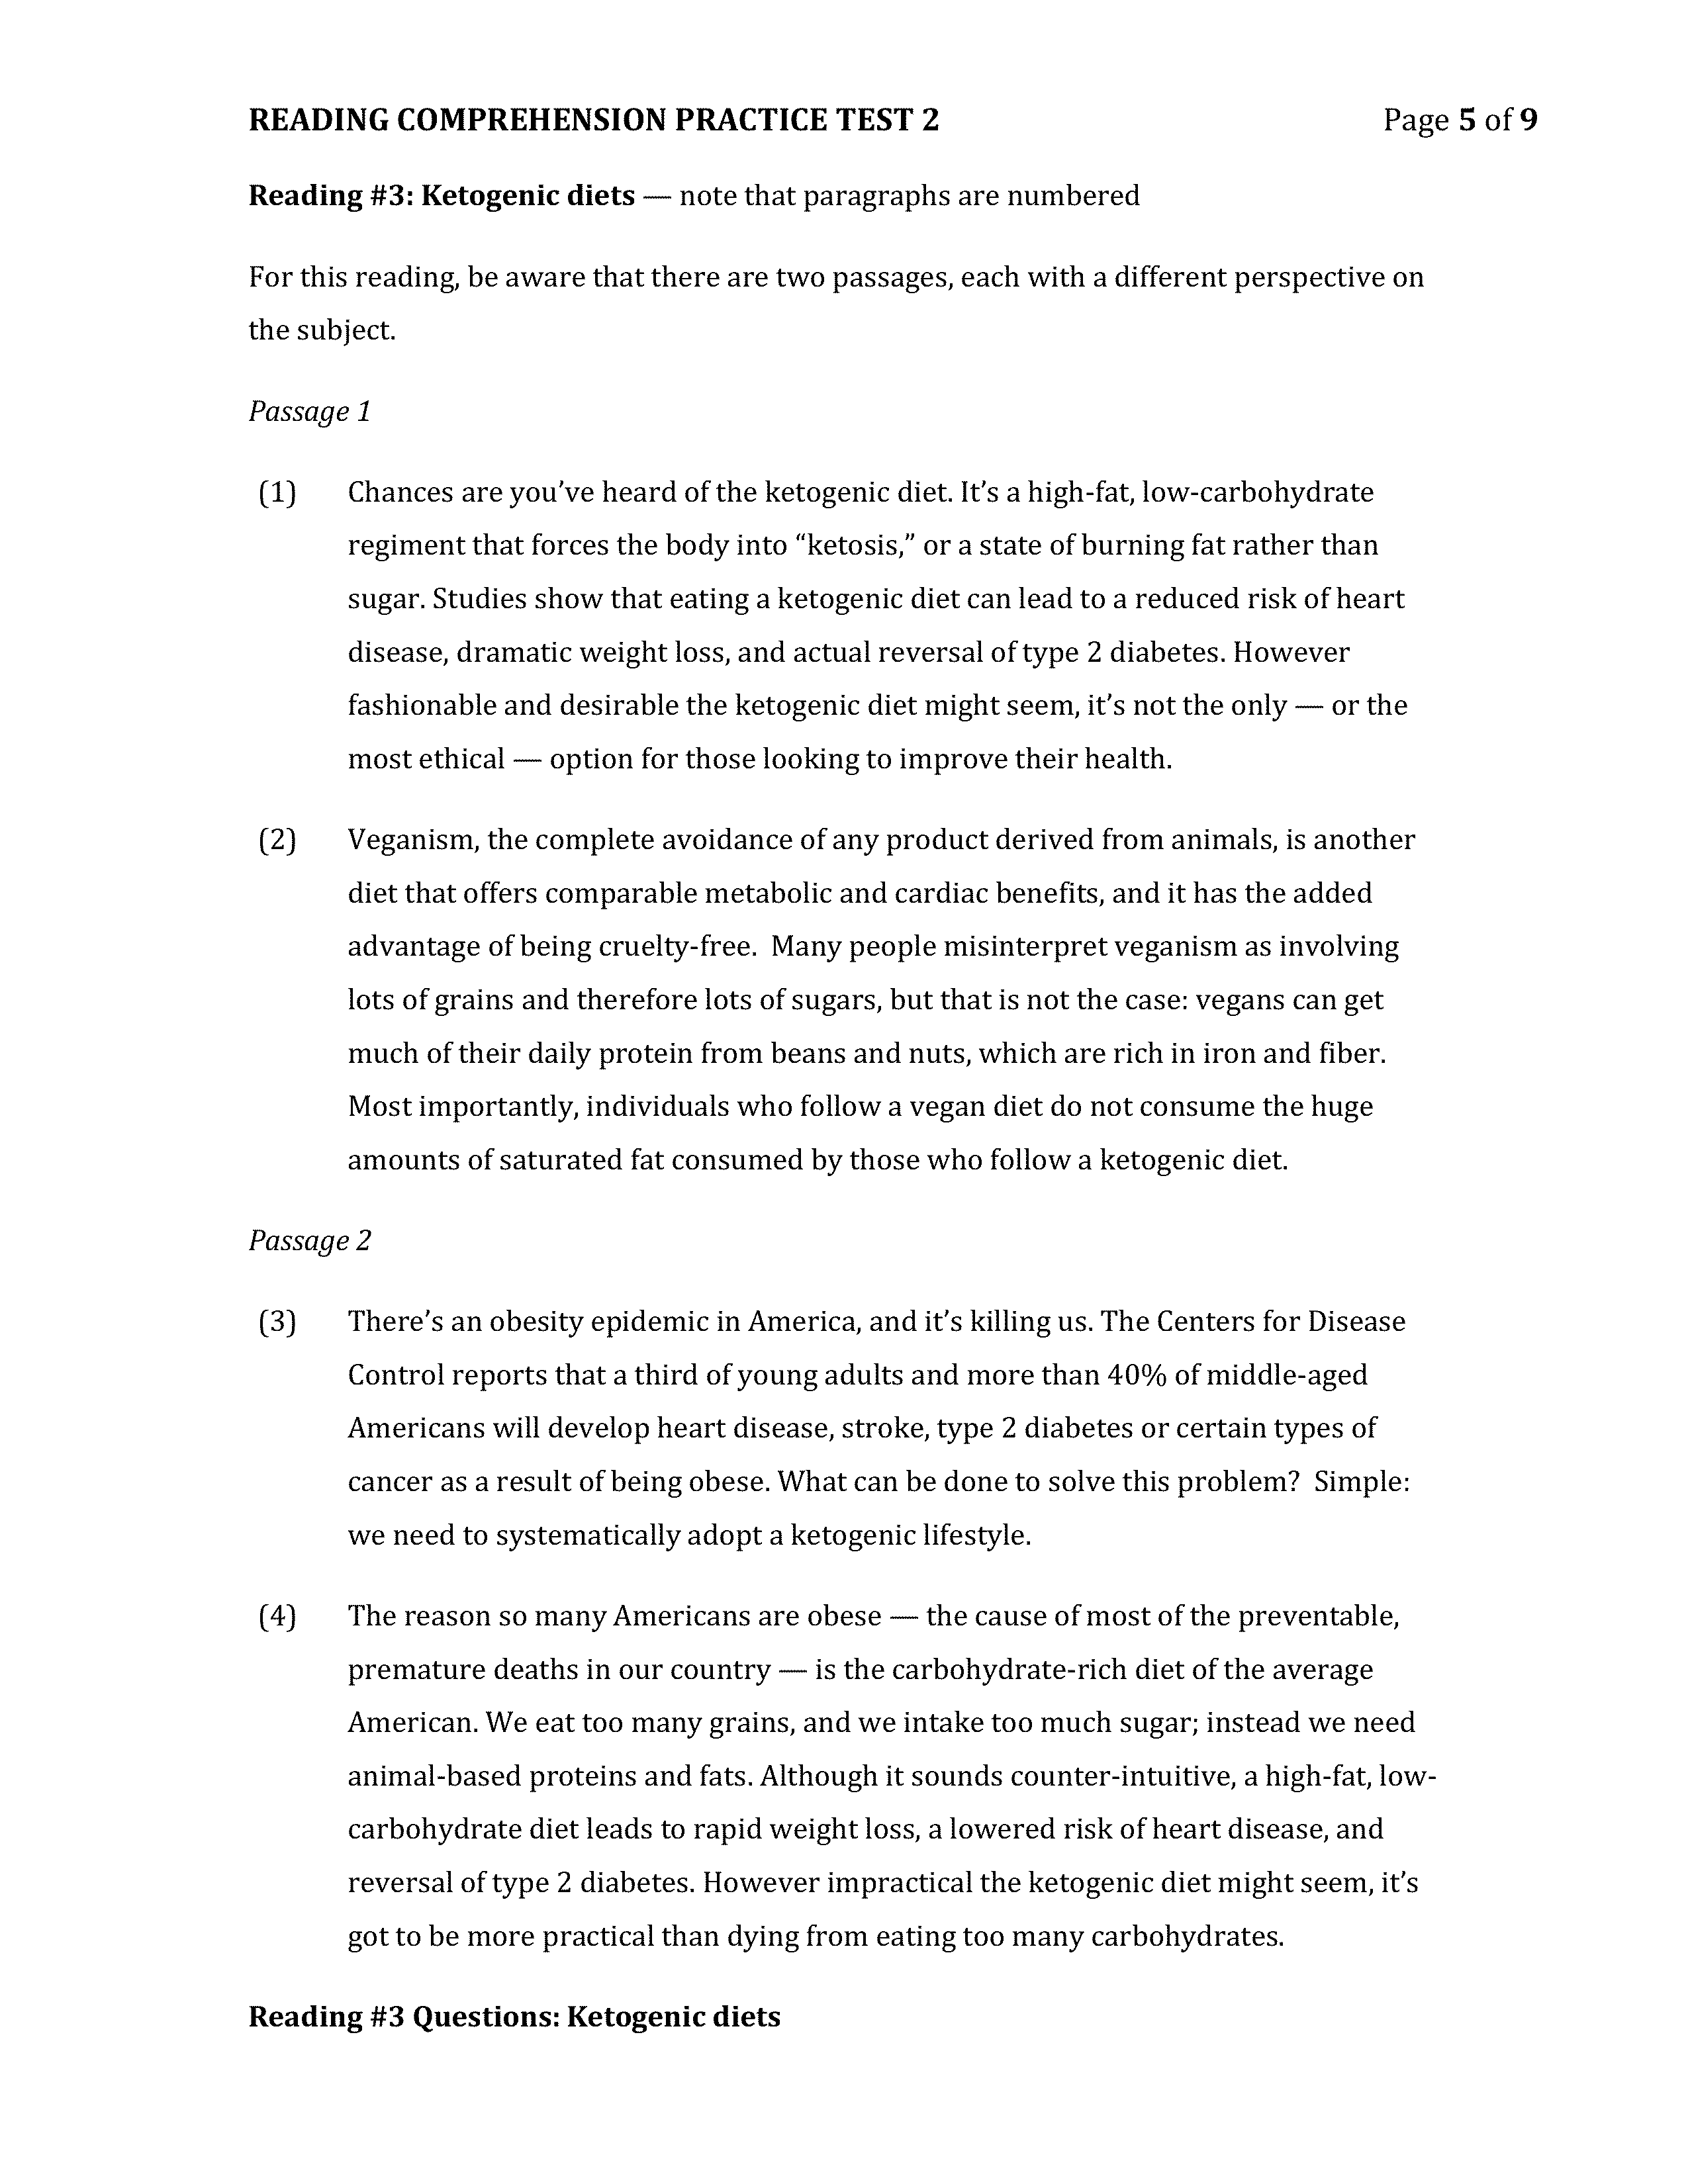 READING COMPREHENSION PRACTICE TEST 2 Page 5 of 9
Reading #3: Ketogenic diets — note that paragraphs are numbered
For this reading, be aware that there are two passages, each with a different perspective on
the subject.
Passage 1
(1) Chances are you’ve heard of the ketogenic diet. It’s a high-fat, low-carbohydrate
regiment that forces the body into “ketosis,” or a state of burning fat rather than
sugar. Studies show that eating a ketogenic diet can lead to a reduced risk of heart
disease, dramatic weight loss, and actual reversal of type 2 diabetes. However
fashionable and desirable the ketogenic diet might seem, it’s not the only — or the
most ethical — option for those looking to improve their health.
(2) Veganism, the complete avoidance of any product derived from animals, is another
diet that offers comparable metabolic and cardiac benefits, and it has the added
advantage of being cruelty-free.  Many people misinterpret veganism as involving
lots of grains and therefore lots of sugars, but that is not the case: vegans can get
much of their daily protein from beans and nuts, which are rich in iron and fiber.
Most importantly, individuals who follow a vegan diet do not consume the huge
amounts of saturated fat consumed by those who follow a ketogenic diet.
Passage 2
(3) There’s an obesity epidemic in America, and it’s killing us. The Centers for Disease
Control reports that a third of young adults and more than 40% of middle-aged
Americans will develop heart disease, stroke, type 2 diabetes or certain types of
cancer as a result of being obese. What can be done to solve this problem?  Simple:
we need to systematically adopt a ketogenic lifestyle.
(4) The reason so many Americans are obese — the cause of most of the preventable,
premature deaths in our country — is the carbohydrate-rich diet of the average
American. We eat too many grains, and we intake too much sugar; instead we need
animal-based proteins and fats. Although it sounds counter-intuitive, a high-fat, low-
carbohydrate diet leads to rapid weight loss, a lowered risk of heart disease, and
reversal of type 2 diabetes. However impractical the ketogenic diet might seem, it’s
got to be more practical than dying from eating too many carbohydrates.
Reading #3 Questions: Ketogenic diets